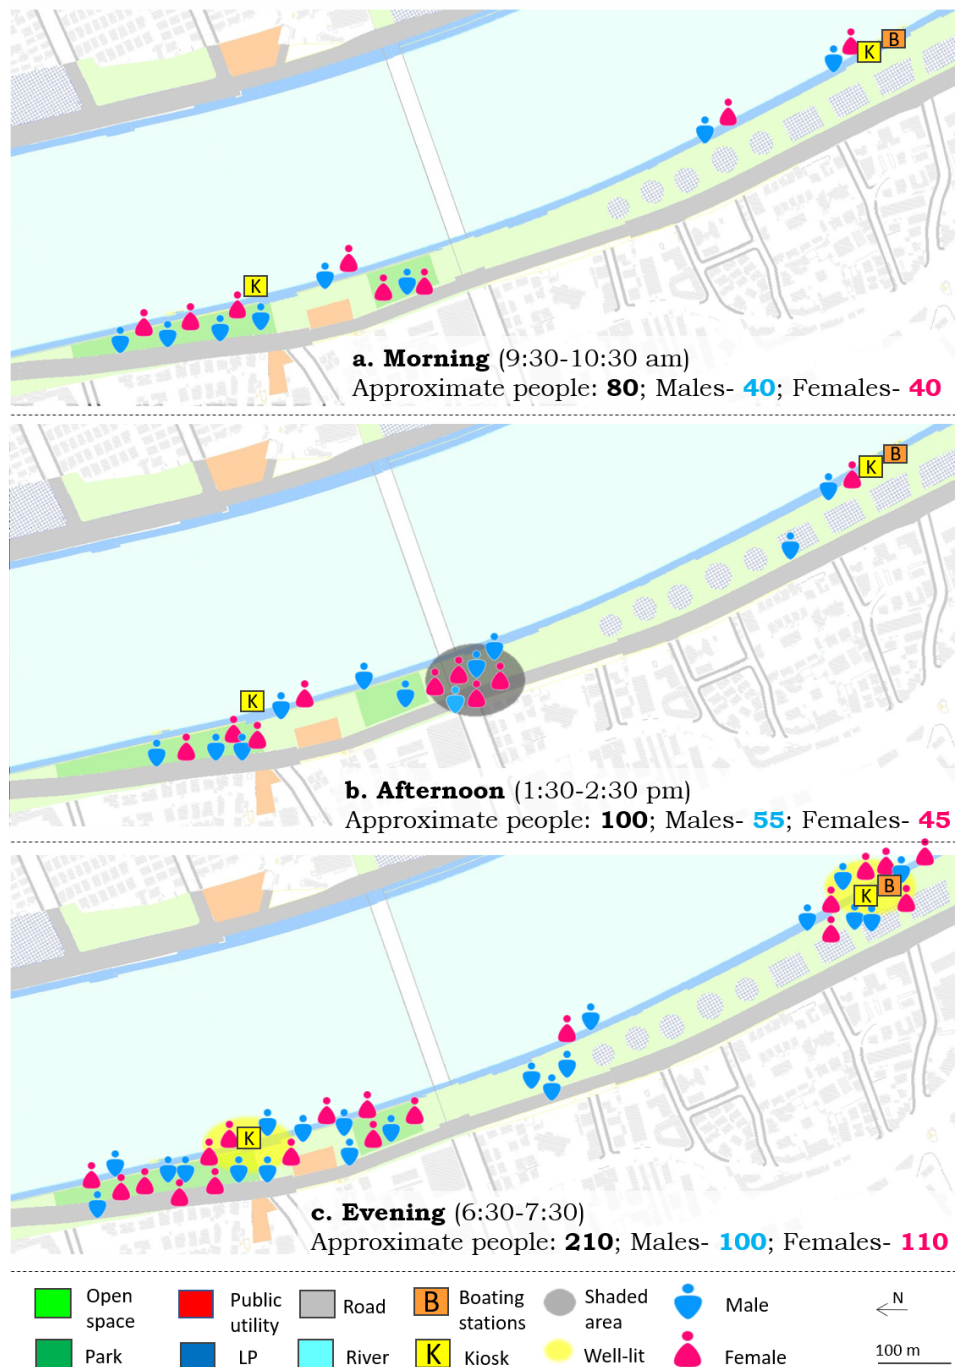 B
K
K
a. Morning (9:30-10:30 am)
Approximate people: 80; Males- 40; Females- 40
B
K
K
b. Afternoon (1:30-2:30 pm)
Approximate people: 100; Males- 55; Females- 45
B
K
K
c. Evening (6:30-7:30)
Approximate people: 210; Males- 100; Females- 110
Open space
Public utility
Road
B Boating stations
Shaded area
Male
N
Park
LP
River
K Kiosk
Well-lit
Female
100 m